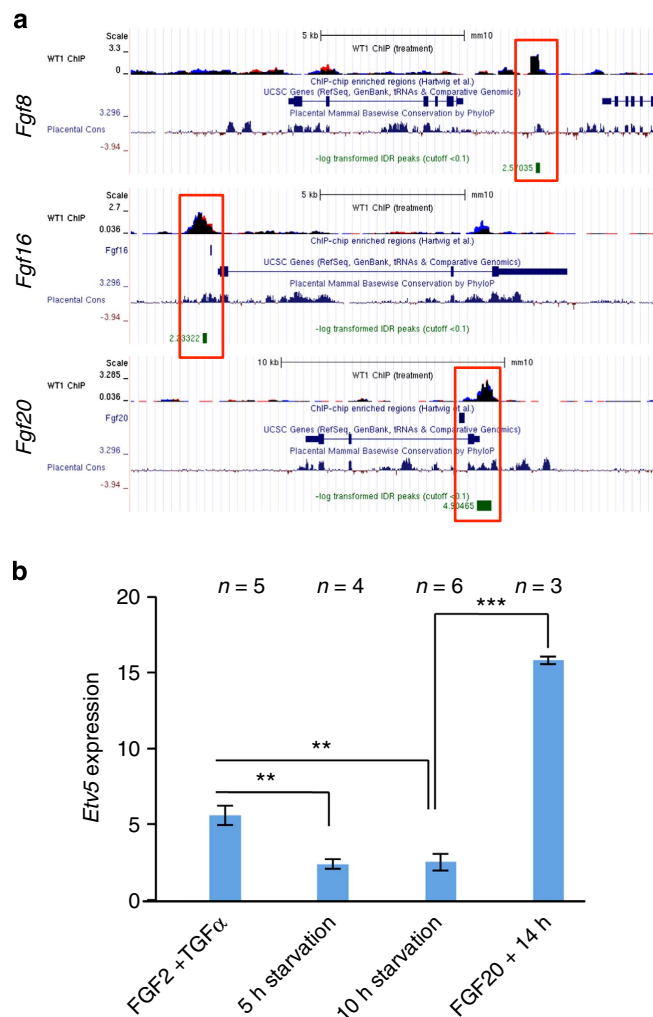 a
Fgf8
Scale 5 kb mm10
3.3 WT1 ChIP (treatment)
WT1 ChIP
0
ChIP-chip enriched regions (Hartwig et al.)
UCSC Genes (RefSeq, GenBank, tRNAs & Comparative Genomics)
3.296 Placental Mammal Basewise Conservation by PhyloP
Placental Cons
-3.94
-log transformed IDR peaks (cutoff <0.1)
2.57035
Fgf16
Scale 5 kb mm10
2.7 WT1 ChIP (treatment)
WT1 ChIP
0.036
ChIP-chip enriched regions (Hartwig et al.)
Fgf16
UCSC Genes (RefSeq, GenBank, tRNAs & Comparative Genomics)
3.296 Placental Mammal Basewise Conservation by PhyloP
Placental Cons
-3.94
-log transformed IDR peaks (cutoff <0.1)
2.23322
Fgf20
Scale 10 kb mm10
3.285 WT1 ChIP (treatment)
WT1 ChIP
0.036
ChIP-chip enriched regions (Hartwig et al.)
Fgf20
UCSC Genes (RefSeq, GenBank, tRNAs & Comparative Genomics)
3.296 Placental Mammal Basewise Conservation by PhyloP
Placental Cons
-3.94
-log transformed IDR peaks (cutoff <0.1)
4.90465
b
n = 5 n = 4 n = 6 n = 3
Etv5 expression
20
15
10
5
0
***
**
**
FGF2 +TGFα
5 h starvation
10 h starvation
FGF20 + 14 h